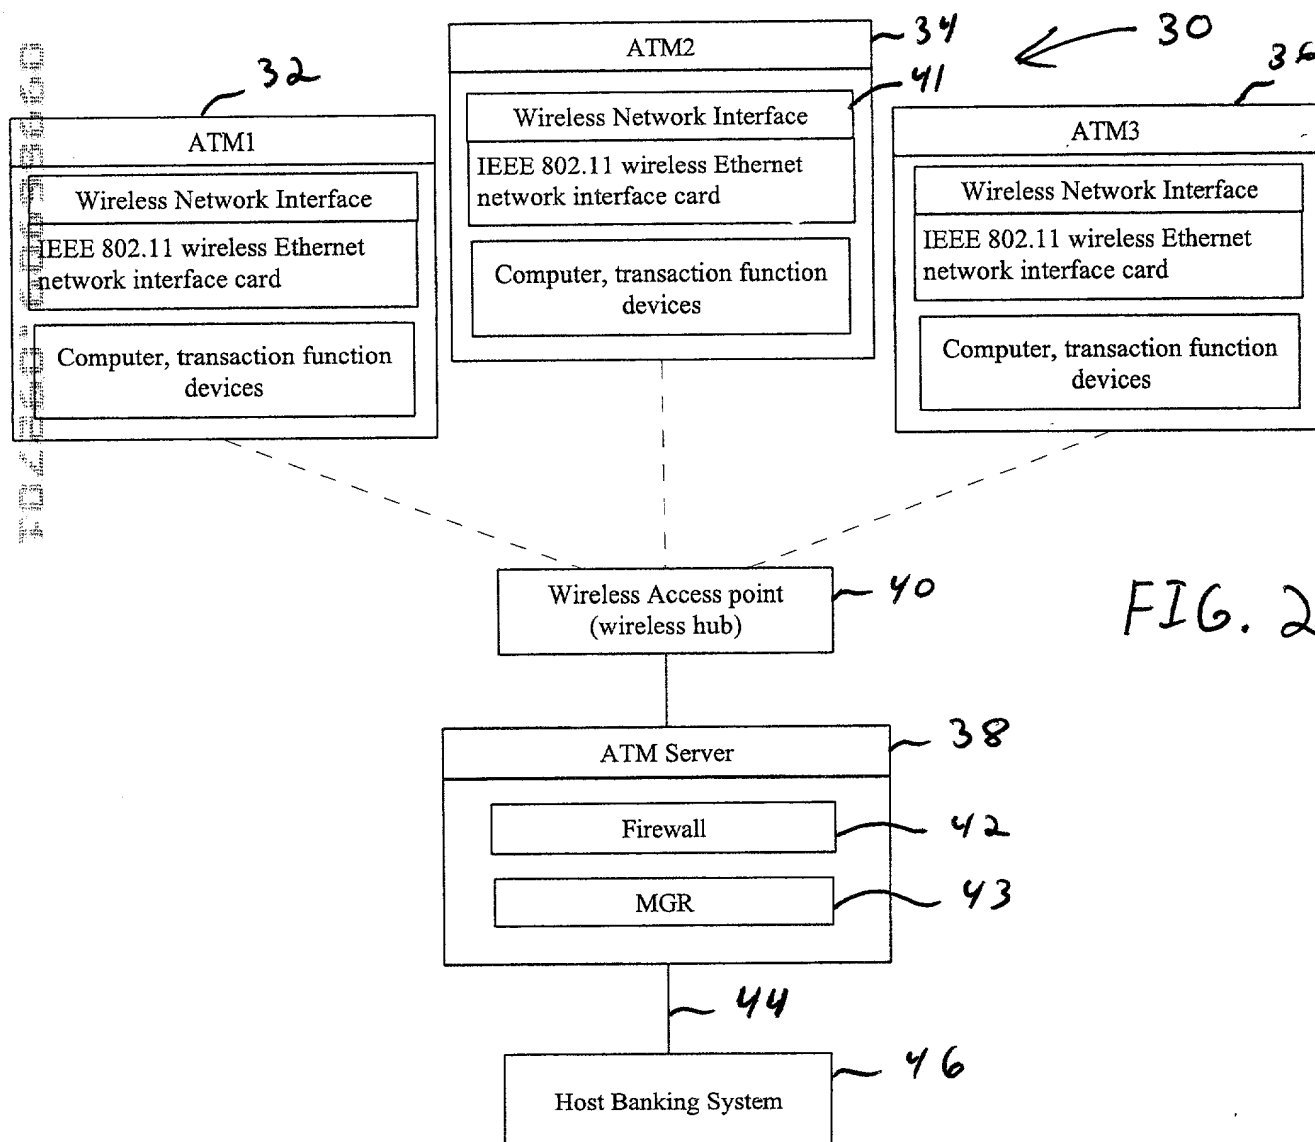 34
30
ATM2
32
41
36
ATM1
Wireless Network Interface
ATM3
IEEE 802.11 wireless Ethernet
network interface card
Wireless Network Interface
Wireless Network Interface
IEEE 802.11 wireless Ethernet
network interface card
IEEE 802.11 wireless Ethernet
network interface card
Computer, transaction function
devices
Computer, transaction function
devices
Computer, transaction function
devices
Wireless Access point
(wireless hub)
40
FIG. 2
38
ATM Server
Firewall
42
MGR
43
44
46
Host Banking System